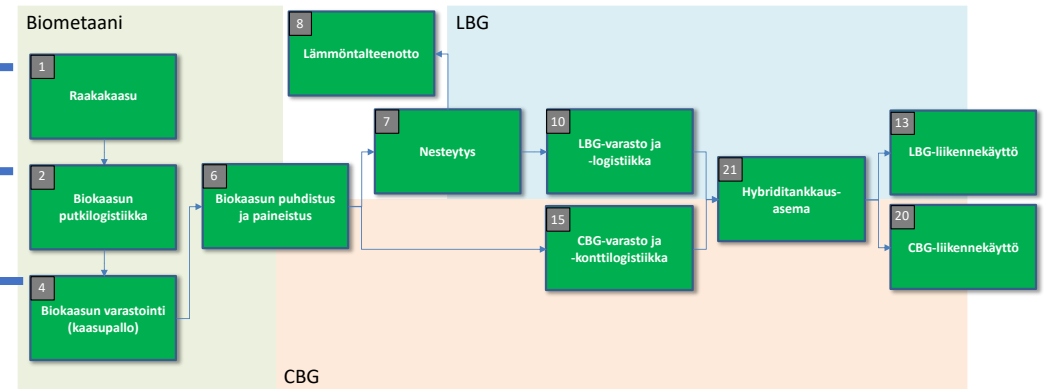 Biometaani
1
Raakakaasu
2
Biokaasun
putkilogistiikka
4
Biokaasun varastointi
(kaasupallo)
6
Biokaasun puhdistus
ja paineistus
8
Lämmöntalteenotto
LBG
7
Nesteytys
10
LBG-varasto ja
-logistiikka
15
CBG-varasto ja
-konttilogistiikka
21
Hybriditankkaus-
asema
13
LBG-liikennekäyttö
20
CBG-liikennekäyttö
CBG